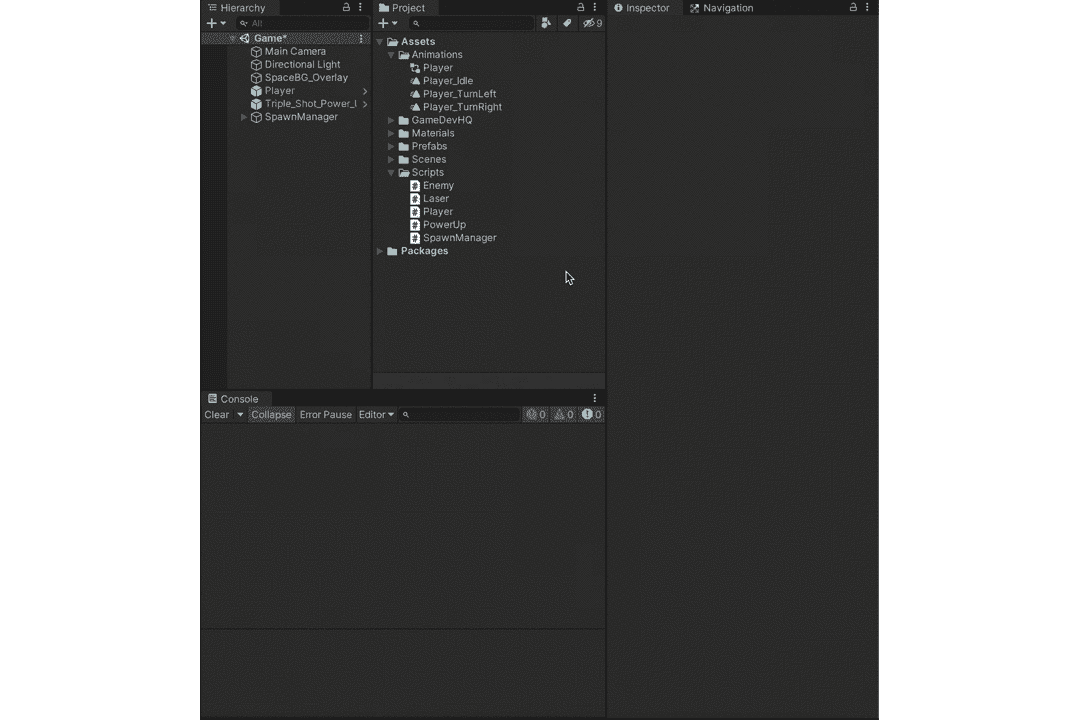 Hierarchy
All
Game*
Main Camera
Directional Light
SpaceBG_Overlay
Player
Triple_Shot_Power_
SpawnManager
Project
9
Assets
Animations
Player
Player_Idle
Player_TurnLeft
Player_TurnRight
GameDevHQ
Materials
Prefabs
Scenes
Scripts
Enemy
Laser
Player
PowerUp
SpawnManager
Packages
Inspector
Navigation
Console
Clear
Collapse
Error Pause
Editor
0
0
0